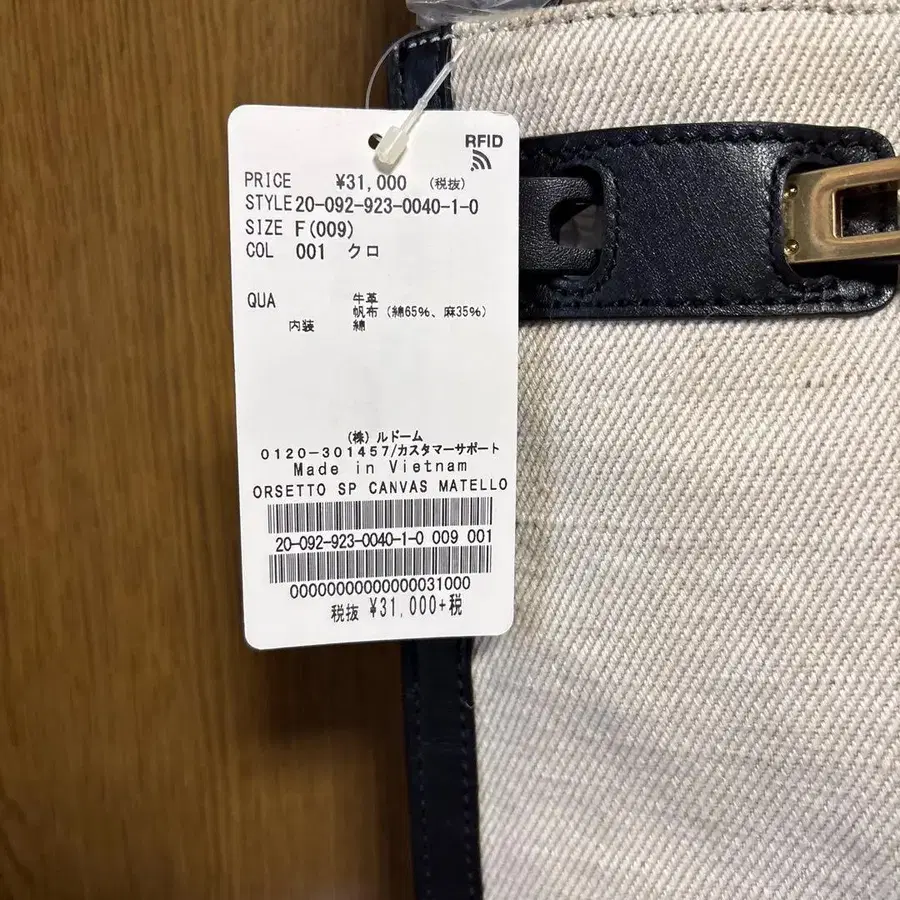 RFID
PRICE ¥31,000 (税抜)
STYLE 20-092-923-0040-1-0
SIZE F(009)
COL 001 クロ
QUA 牛革
帆布(綿65%、麻35%)
内装 綿
(株)ルドーム
0120-301457/カスタマーサポート
Made in Vietnam
ORSETTO SP CANVAS MATELLO
20-092-923-0040-1-0 009 001
00000000000000031000
税抜 ¥31,000+税